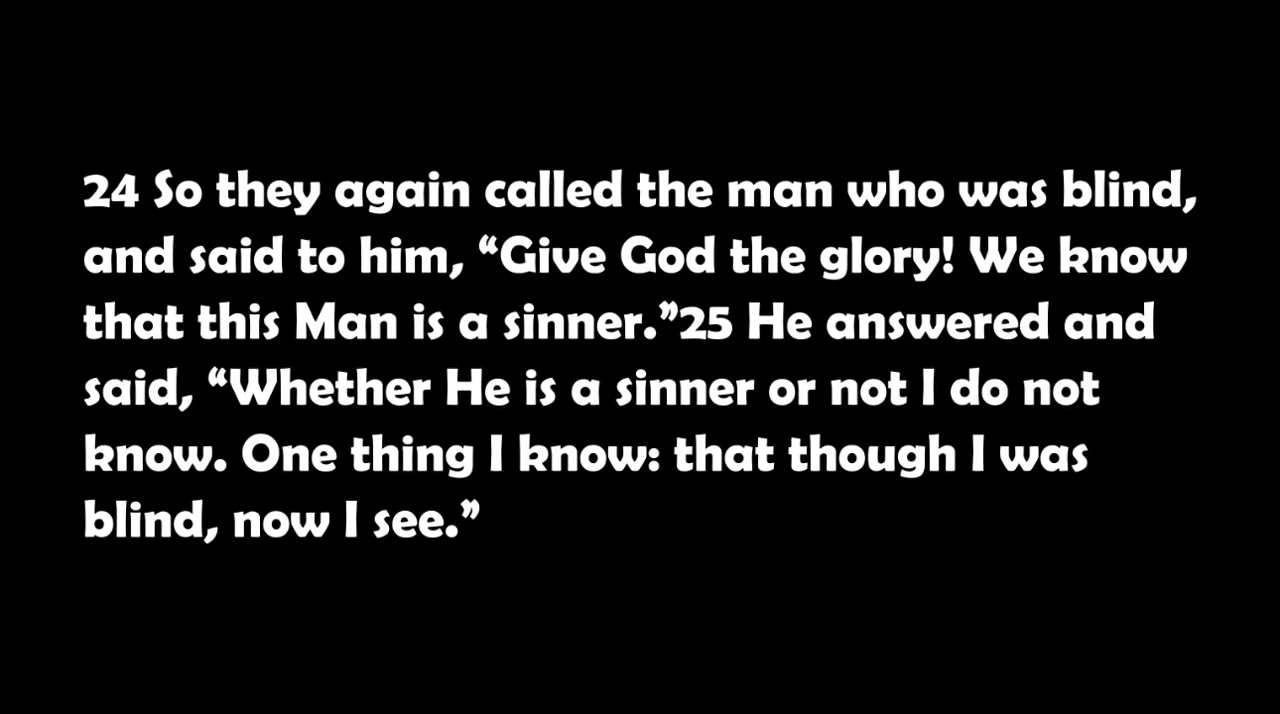 24 So they again called the man who was blind,
and said to him, “Give God the glory! We know
that this Man is a sinner.”25 He answered and
said, “Whether He is a sinner or not I do not
know. One thing I know: that though I was
blind, now I see.”